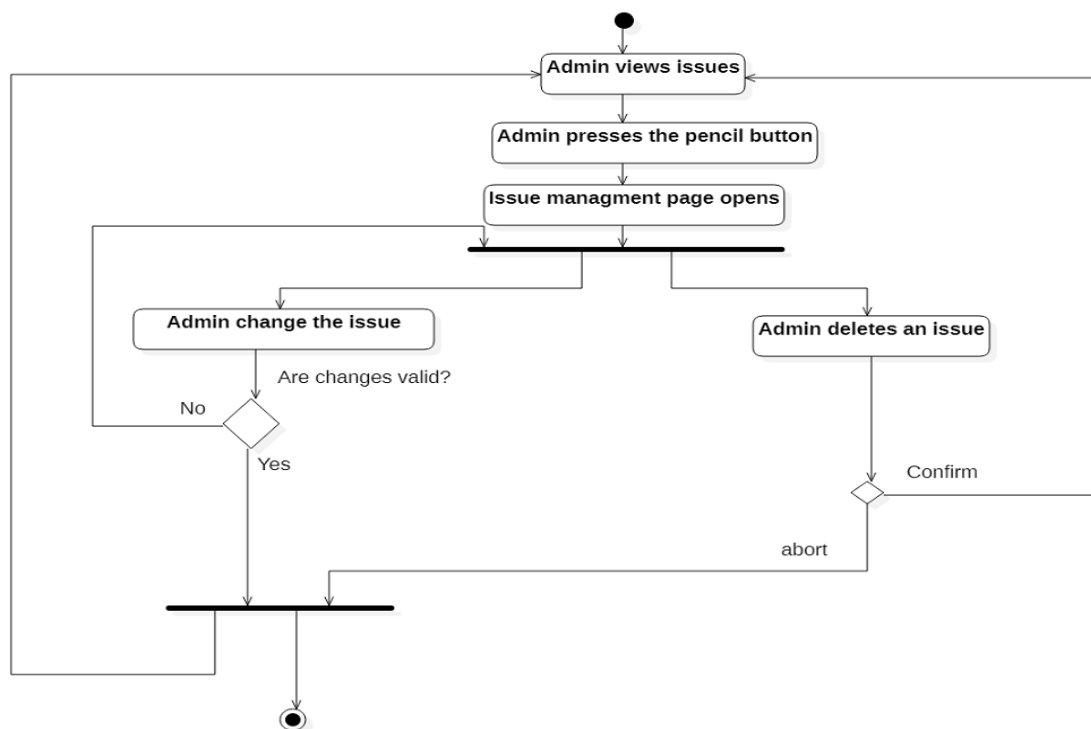 Admin views issues
Admin presses the pencil button
Issue managment page opens
Admin change the issue
Admin deletes an issue
Are changes valid?
No
Yes
Confirm
abort